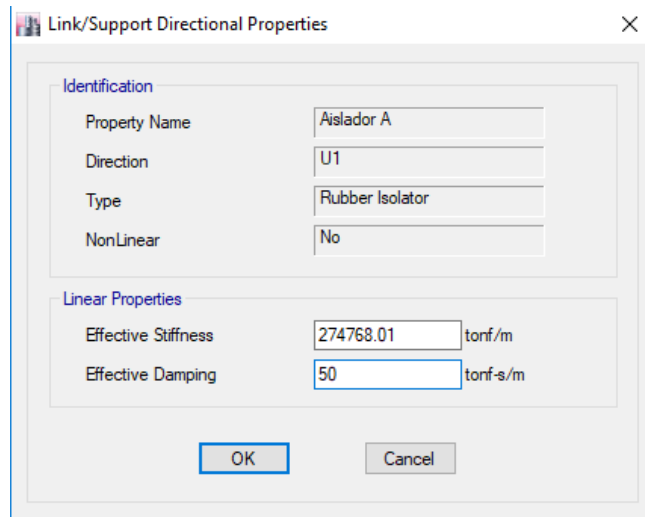 Link/Support Directional Properties
Identification
Property Name Aislador A
Direction U1
Type Rubber Isolator
NonLinear No
Linear Properties
Effective Stiffness 274768.01 tonf/m
Effective Damping 50 tonf-s/m
OK Cancel